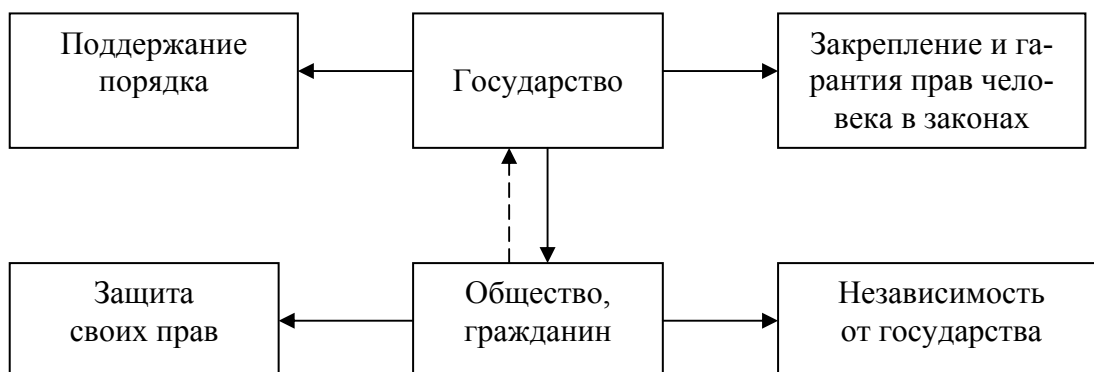 Поддержание
порядка
Государство
Закрепление и га-
рантия прав чело-
века в законах
Защита
своих прав
Общество,
гражданин
Независимость
от государства